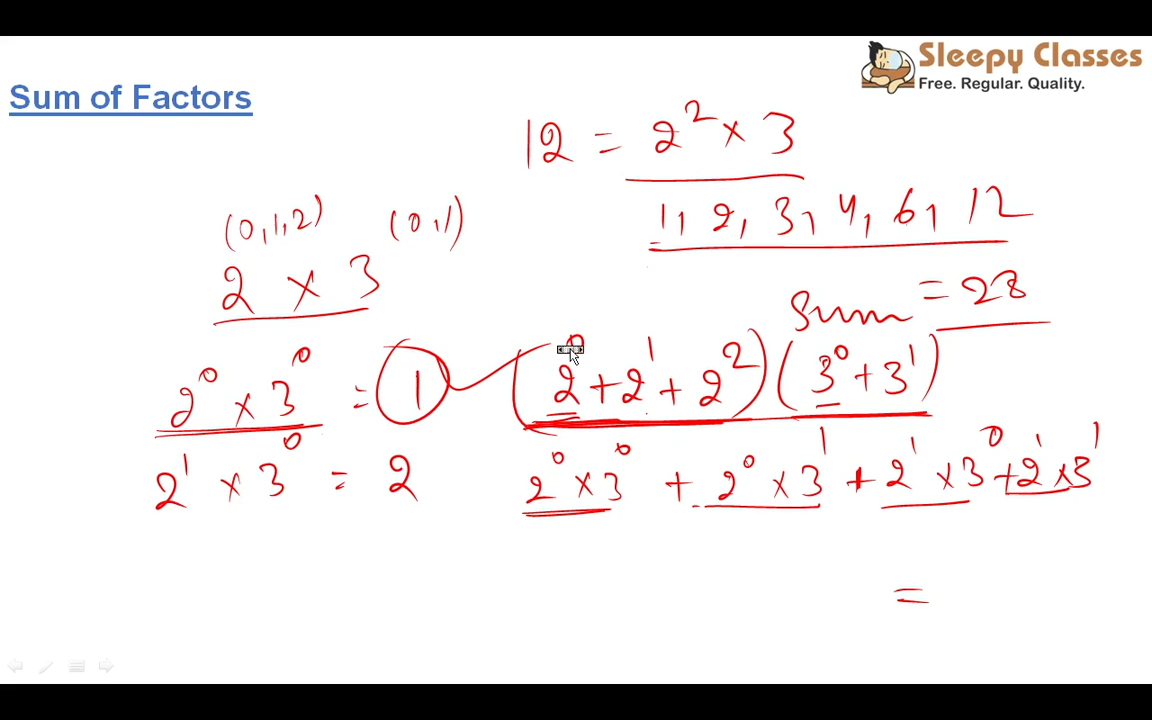 Sleepy Classes
Free. Regular. Quality.
Sum of Factors
12 = 2² × 3
1, 2, 3, 4, 6, 12
(0,1,2) (0,1)
2 × 3
Sum = 28
2⁰ × 3⁰ = 1
(2⁰ + 2¹ + 2²) (3⁰ + 3¹)
2¹ × 3⁰ = 2
2⁰ × 3⁰ + 2⁰ × 3¹ + 2¹ × 3⁰ + 2¹ × 3¹
=